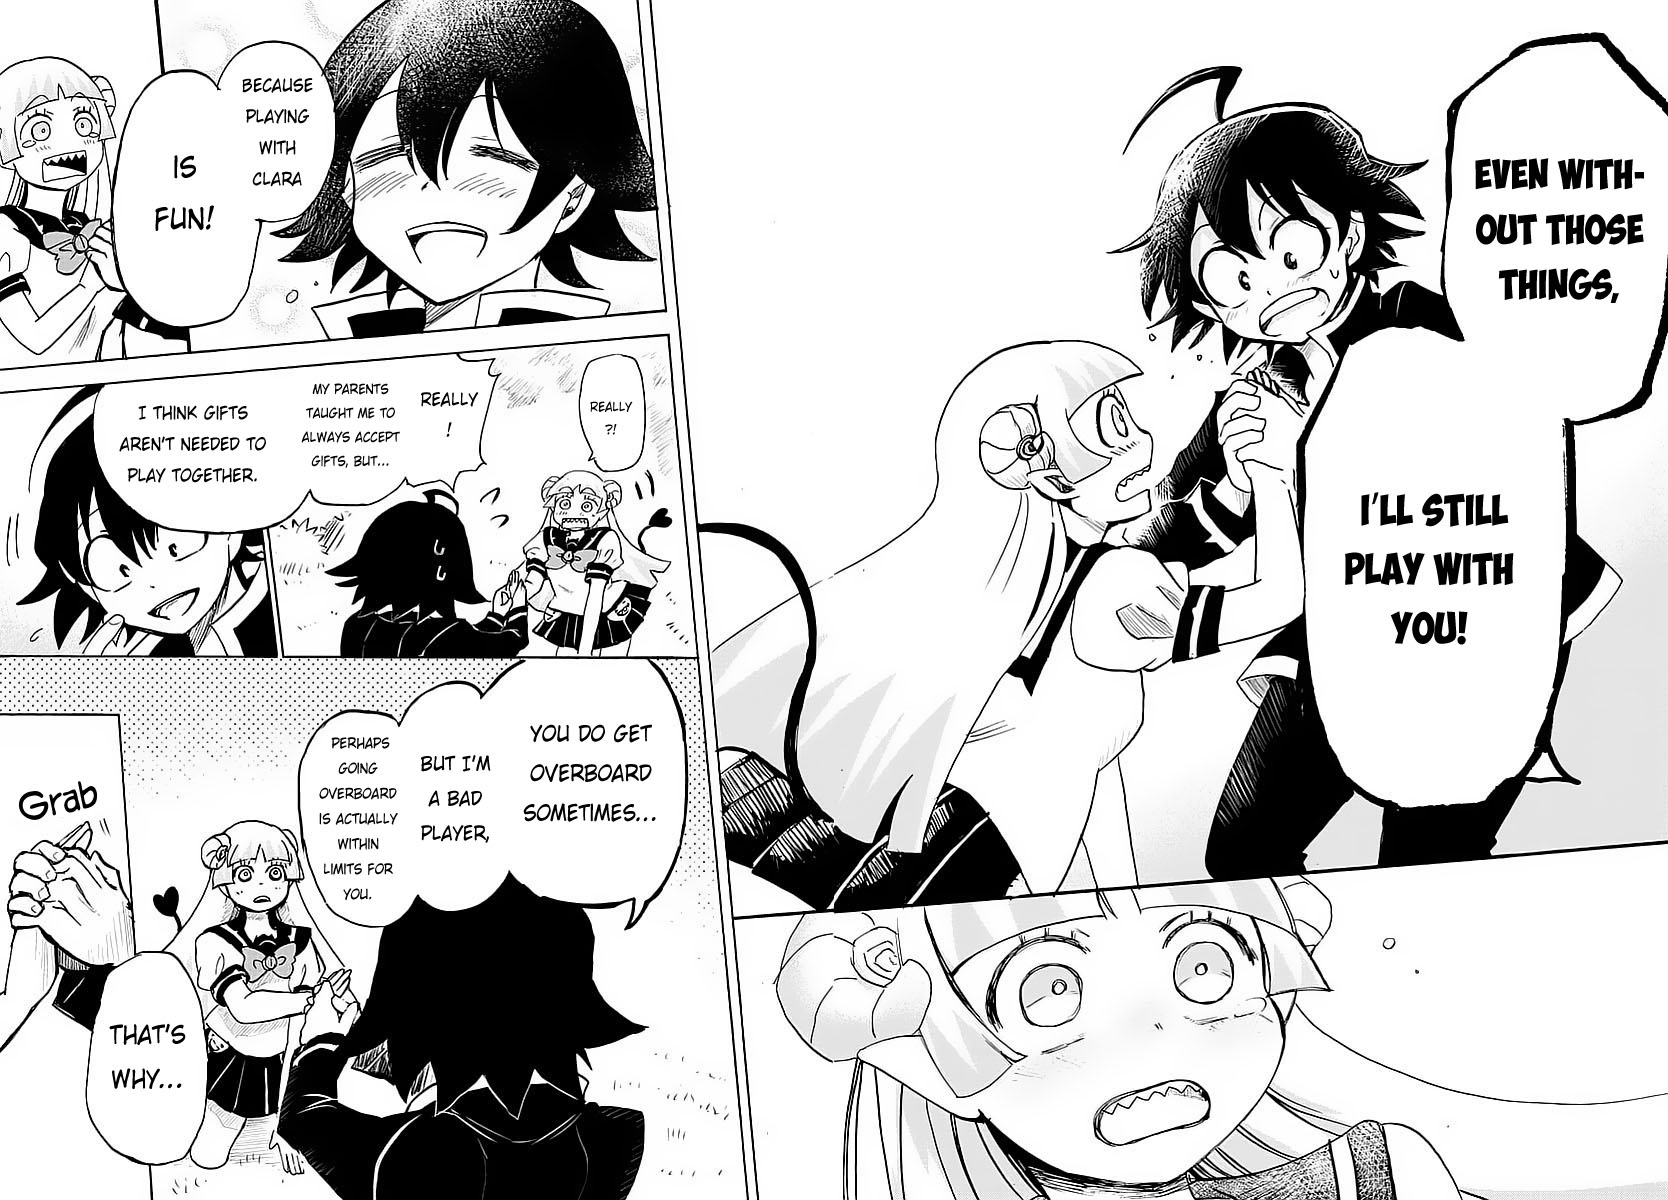 EVEN WITH-
OUT THOSE
THINGS,
I'LL STILL
PLAY WITH
YOU!
BECAUSE
PLAYING
WITH
CLARA
IS
FUN!
REALLY
?!
REALLY
!
MY PARENTS
TAUGHT ME TO
ALWAYS ACCEPT
GIFTS, BUT...
I THINK GIFTS
AREN'T NEEDED TO
PLAY TOGETHER.
YOU DO GET
OVERBOARD
SOMETIMES...
BUT I'M
A BAD
PLAYER,
PERHAPS
GOING
OVERBOARD
IS ACTUALLY
WITHIN
LIMITS FOR
YOU.
Grab
THAT'S
WHY...